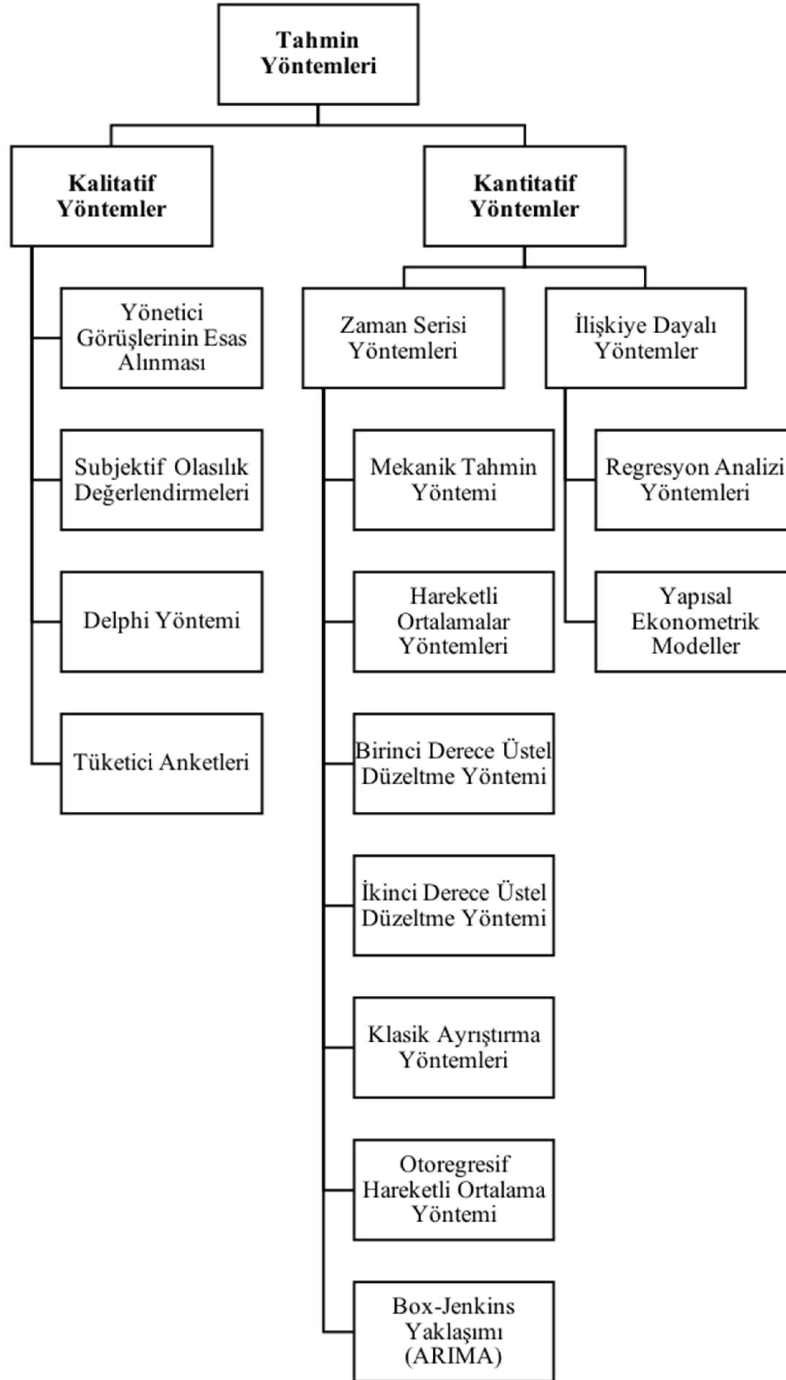 Tahmin
Yöntemleri
Kalitatif
Yöntemler
Kantitatif
Yöntemler
Yönetici
Görüşlerinin Esas
Alınması
Subjektif Olasılık
Değerlendirmeleri
Delphi Yöntemi
Tüketici Anketleri
Zaman Serisi
Yöntemleri
Mekanik Tahmin
Yöntemi
Hareketli
Ortalamalar
Yöntemleri
Birinci Derece Üstel
Düzeltme Yöntemi
İkinci Derece Üstel
Düzeltme Yöntemi
Klasik Ayrıştırma
Yöntemleri
Otoregresif
Hareketli Ortalama
Yöntemi
Box-Jenkins
Yaklaşımı
(ARIMA)
İlişkiye Dayalı
Yöntemler
Regresyon Analizi
Yöntemleri
Yapısal
Ekonometrik
Modeller